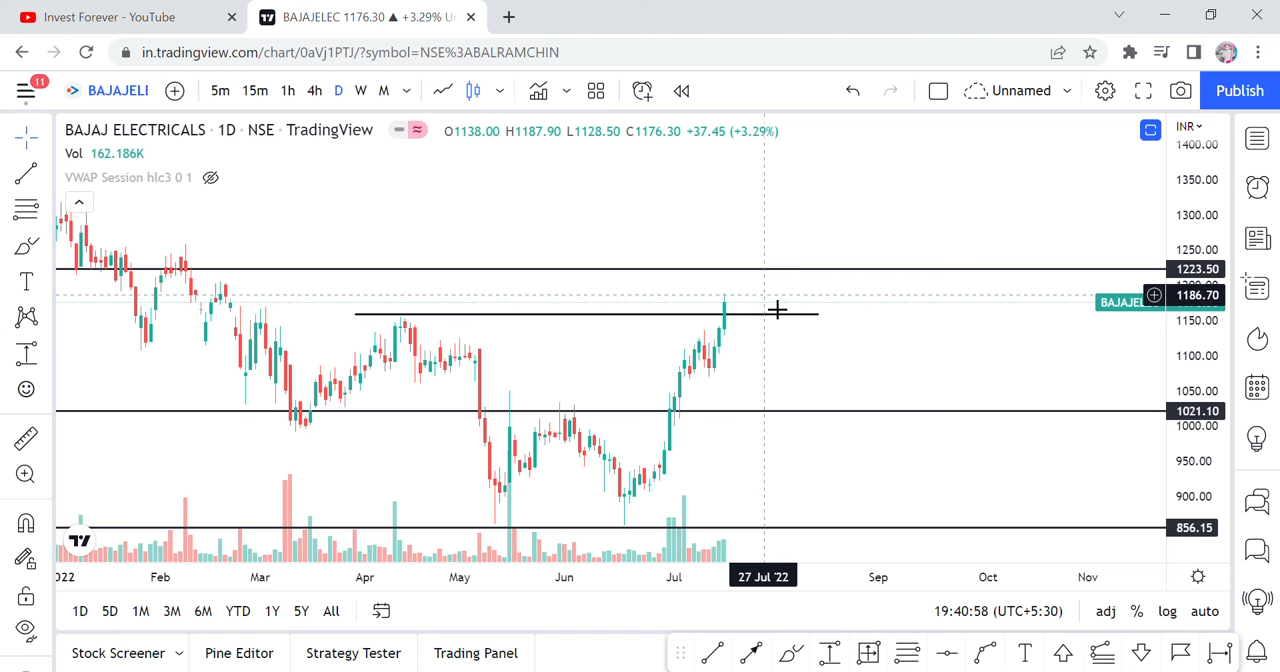 Invest Forever - YouTube
BAJAJELEC 1176.30 ▲ +3.29% Un
in.tradingview.com/chart/0aVj1PTJ/?symbol=NSE%3ABALRAMCHIN
11
BAJAJEL
5m 15m 1h 4h D W M
Unnamed
Publish
BAJAJ ELECTRICALS · 1D · NSE · TradingView
O1138.00 H1187.90 L1128.50 C1176.30 +37.45 (+3.29%)
INR
Vol 162.186K
VWAP Session hlc3 0 1
1400.00
1350.00
1300.00
1250.00
1223.50
1186.70
BAJAJEL
1150.00
1100.00
1050.00
1021.10
1000.00
950.00
900.00
856.15
2022 Feb Mar Apr May Jun Jul 27 Jul '22 Sep Oct Nov
1D 5D 1M 3M 6M YTD 1Y 5Y All
19:40:58 (UTC+5:30) adj % log auto
Stock Screener Pine Editor Strategy Tester Trading Panel